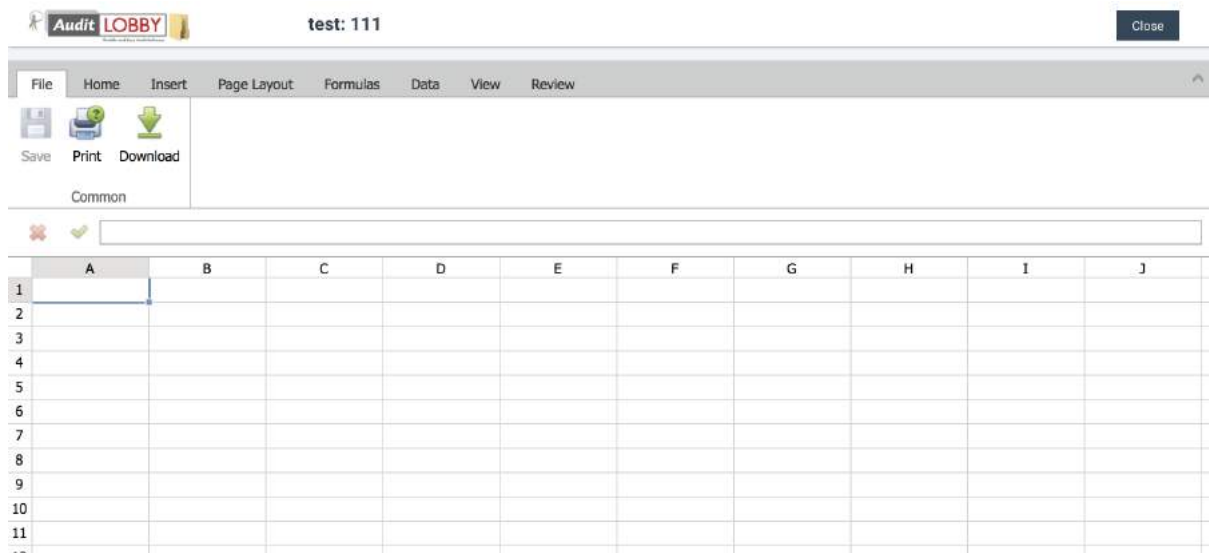 Audit LOBBY
test: 111
Close
File Home Insert Page Layout Formulas Data View Review
Save Print Download
Common
A B C D E F G H I J
1
2
3
4
5
6
7
8
9
10
11